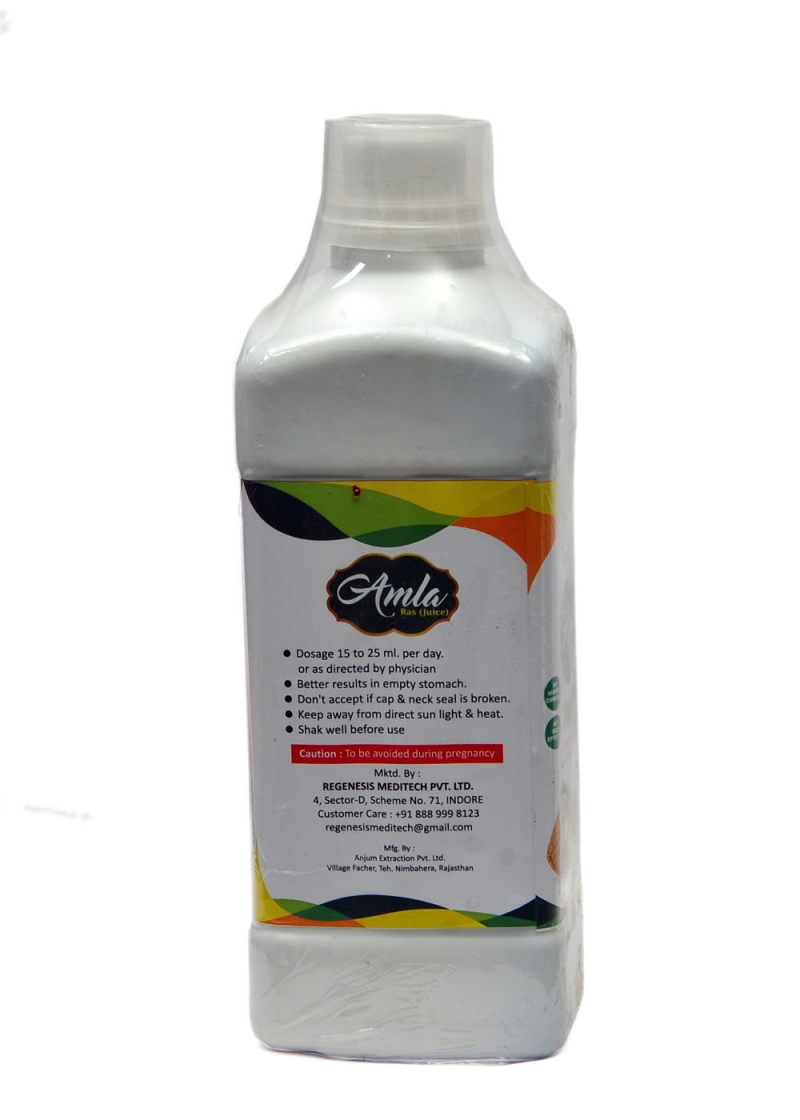 Amla
Ras (Juice)
● Dosage 15 to 25 ml. per day.
or as directed by physician
● Better results in empty stomach.
● Don't accept if cap & neck seal is broken.
● Keep away from direct sun light & heat.
● Shak well before use
Caution : To be avoided during pregnancy
Mktd. By :
REGENESIS MEDITECH PVT. LTD.
4, Sector-D, Scheme No. 71, INDORE
Customer Care : +91 888 999 8123
regenesismeditech@gmail.com
Mfg. By :
Anjum Extraction Pvt. Ltd.
Village Facher, Teh. Nimbahera, Rajasthan